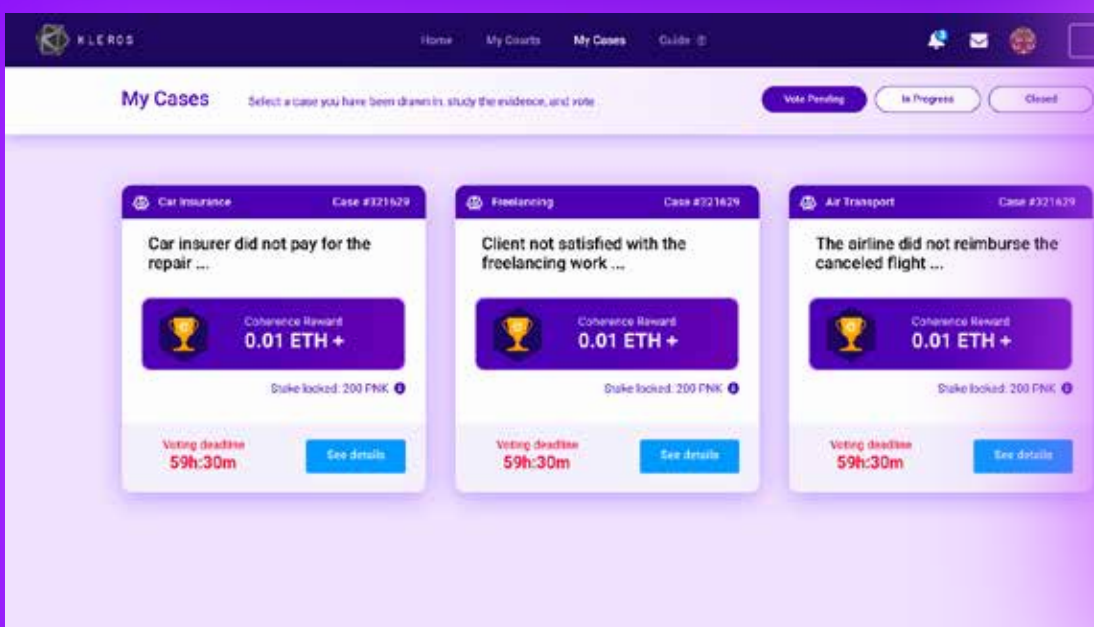 KLEROS
Home My Courts My Cases Guide
My Cases
Select a case you have been drawn in, study the evidence, and vote
Vote Pending In Progress Closed
Car Insurance Case #321629
Car insurer did not pay for the
repair ...
Coherence Reward
0.01 ETH +
Stake locked: 200 PNK
Voting deadline
59h:30m
See details
Freelancing Case #321629
Client not satisfied with the
freelancing work ...
Coherence Reward
0.01 ETH +
Stake locked: 200 PNK
Voting deadline
59h:30m
See details
Air Transport Case #321629
The airline did not reimburse the
canceled flight ...
Coherence Reward
0.01 ETH +
Stake locked: 200 PNK
Voting deadline
59h:30m
See details